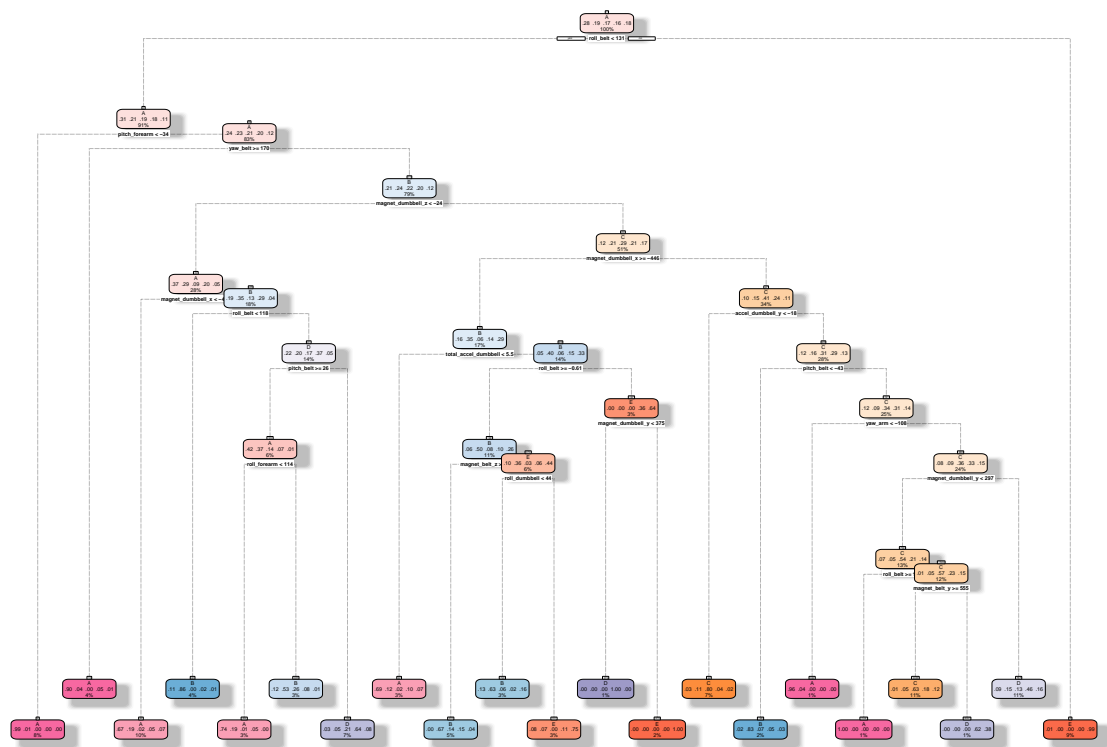 A
.28 .19 .17 .16 .18
100%
roll_belt < 131
A
.31 .21 .19 .18 .11
91%
pitch_forearm < −34
A
.24 .23 .21 .20 .12
83%
yaw_belt >= 170
B
.21 .24 .22 .20 .12
79%
magnet_dumbbell_z < −24
C
.12 .21 .29 .21 .17
51%
magnet_dumbbell_x >= −446
A
.37 .29 .09 .20 .05
28%
magnet_dumbbell_x <
B
.19 .35 .13 .29 .04
18%
roll_belt < 118
C
.10 .15 .41 .24 .11
34%
accel_dumbbell_y < −18
D
.22 .20 .17 .37 .05
14%
pitch_belt >= 26
B
.16 .35 .06 .14 .29
17%
total_accel_dumbbell < 5.5
B
.05 .40 .06 .15 .33
14%
roll_belt >= −0.61
C
.12 .16 .31 .29 .13
28%
pitch_belt < −43
E
.00 .00 .00 .36 .64
3%
magnet_dumbbell_y < 375
C
.12 .09 .34 .31 .14
25%
yaw_arm < −108
A
.42 .37 .14 .07 .01
6%
roll_forearm < 114
B
.06 .50 .08 .10 .26
11%
magnet_belt_z
E
.10 .36 .03 .06 .44
6%
roll_dumbbell < 44
C
.08 .09 .36 .33 .15
24%
magnet_dumbbell_y < 297
C
.07 .05 .54 .21 .14
13%
roll_belt >=
C
.01 .05 .57 .23 .15
12%
magnet_belt_y >= 555
A
.90 .04 .00 .05 .01
4%
B
.11 .86 .00 .02 .01
4%
B
.12 .53 .26 .08 .01
3%
A
.69 .12 .02 .10 .07
3%
B
.13 .63 .06 .02 .16
3%
D
.00 .00 .00 1.00 .00
1%
C
.03 .11 .80 .04 .02
7%
A
.96 .04 .00 .00 .00
1%
C
.01 .05 .63 .18 .12
11%
D
.09 .15 .13 .46 .16
11%
A
.99 .01 .00 .00 .00
8%
A
.67 .19 .02 .05 .07
10%
A
.74 .19 .01 .05 .00
3%
D
.03 .05 .21 .64 .08
7%
B
.00 .67 .14 .15 .04
5%
E
.08 .07 .00 .11 .75
3%
E
.00 .00 .00 .00 1.00
2%
B
.02 .83 .07 .05 .03
2%
A
1.00 .00 .00 .00 .00
1%
D
.00 .00 .00 .62 .38
1%
E
.01 .00 .00 .00 .99
9%